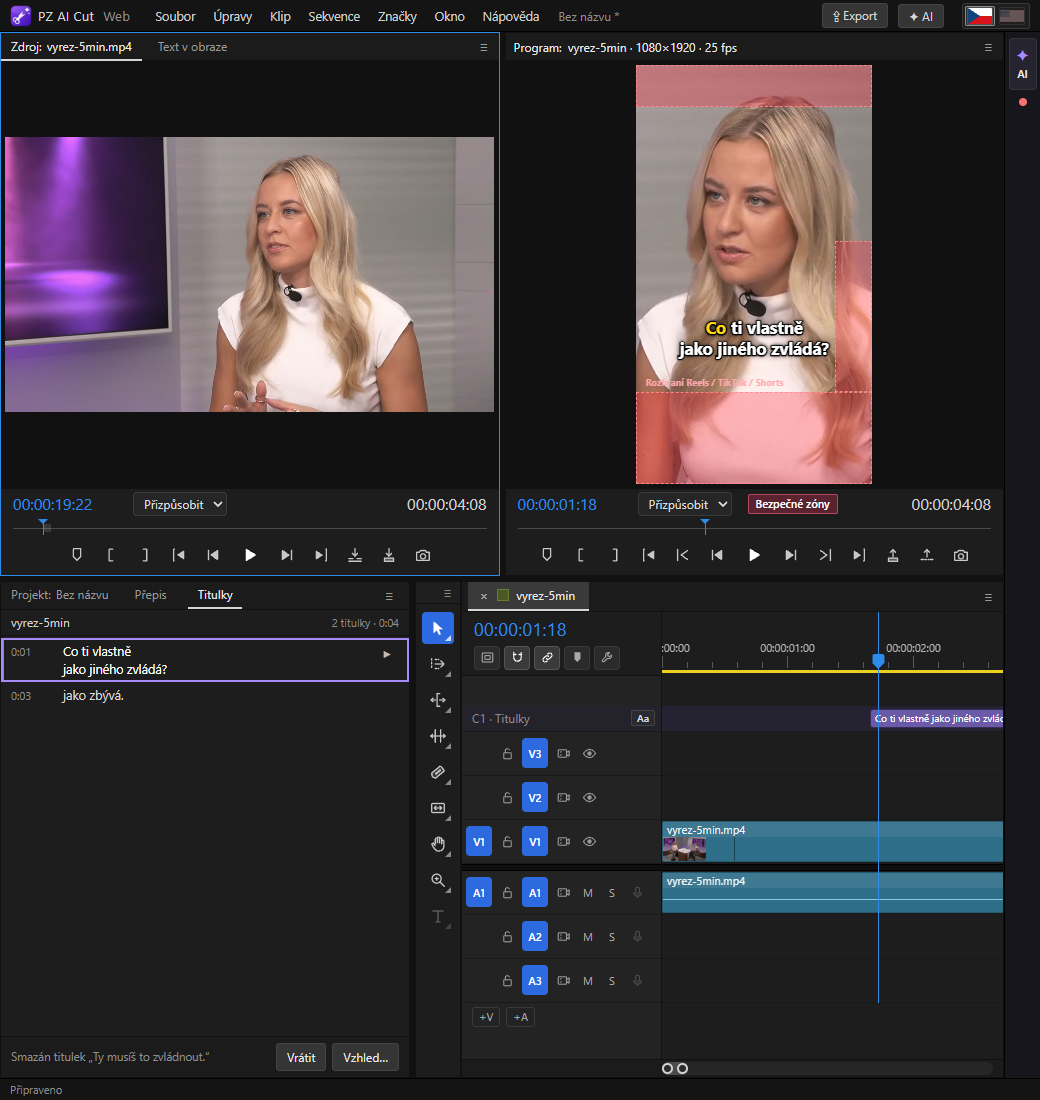 PZ AI Cut Web Soubor Úpravy Klip Sekvence Značky Okno Nápověda Bez názvu * Export AI
Zdroj: vyrez-5min.mp4 Text v obraze
Program: vyrez-5min · 1080×1920 · 25 fps
AI
Co ti vlastně
jako jiného zvládá?
Reels / TikTok / Shorts
00:00:19:22 Přizpůsobit 00:00:04:08
00:00:01:18 Přizpůsobit Bezpečné zóny 00:00:04:08
Projekt: Bez názvu Přepis Titulky
vyrez-5min 2 titulky · 0:04
0:01 Co ti vlastně
jako jiného zvládá?
0:03 jako zbývá.
Smazán titulek „Ty musíš to zvládnout.“ Vrátit Vzhled...
× vyrez-5min
00:00:01:18
:00:00 00:00:01:00 00:00:02:00
C1 · Titulky Aa Co ti vlastně jako jiného zvlá
V3
V2
V1 V1 vyrez-5min.mp4
A1 A1 M S vyrez-5min.mp4
A2 M S
A3 M S
+V +A
T
Připraveno